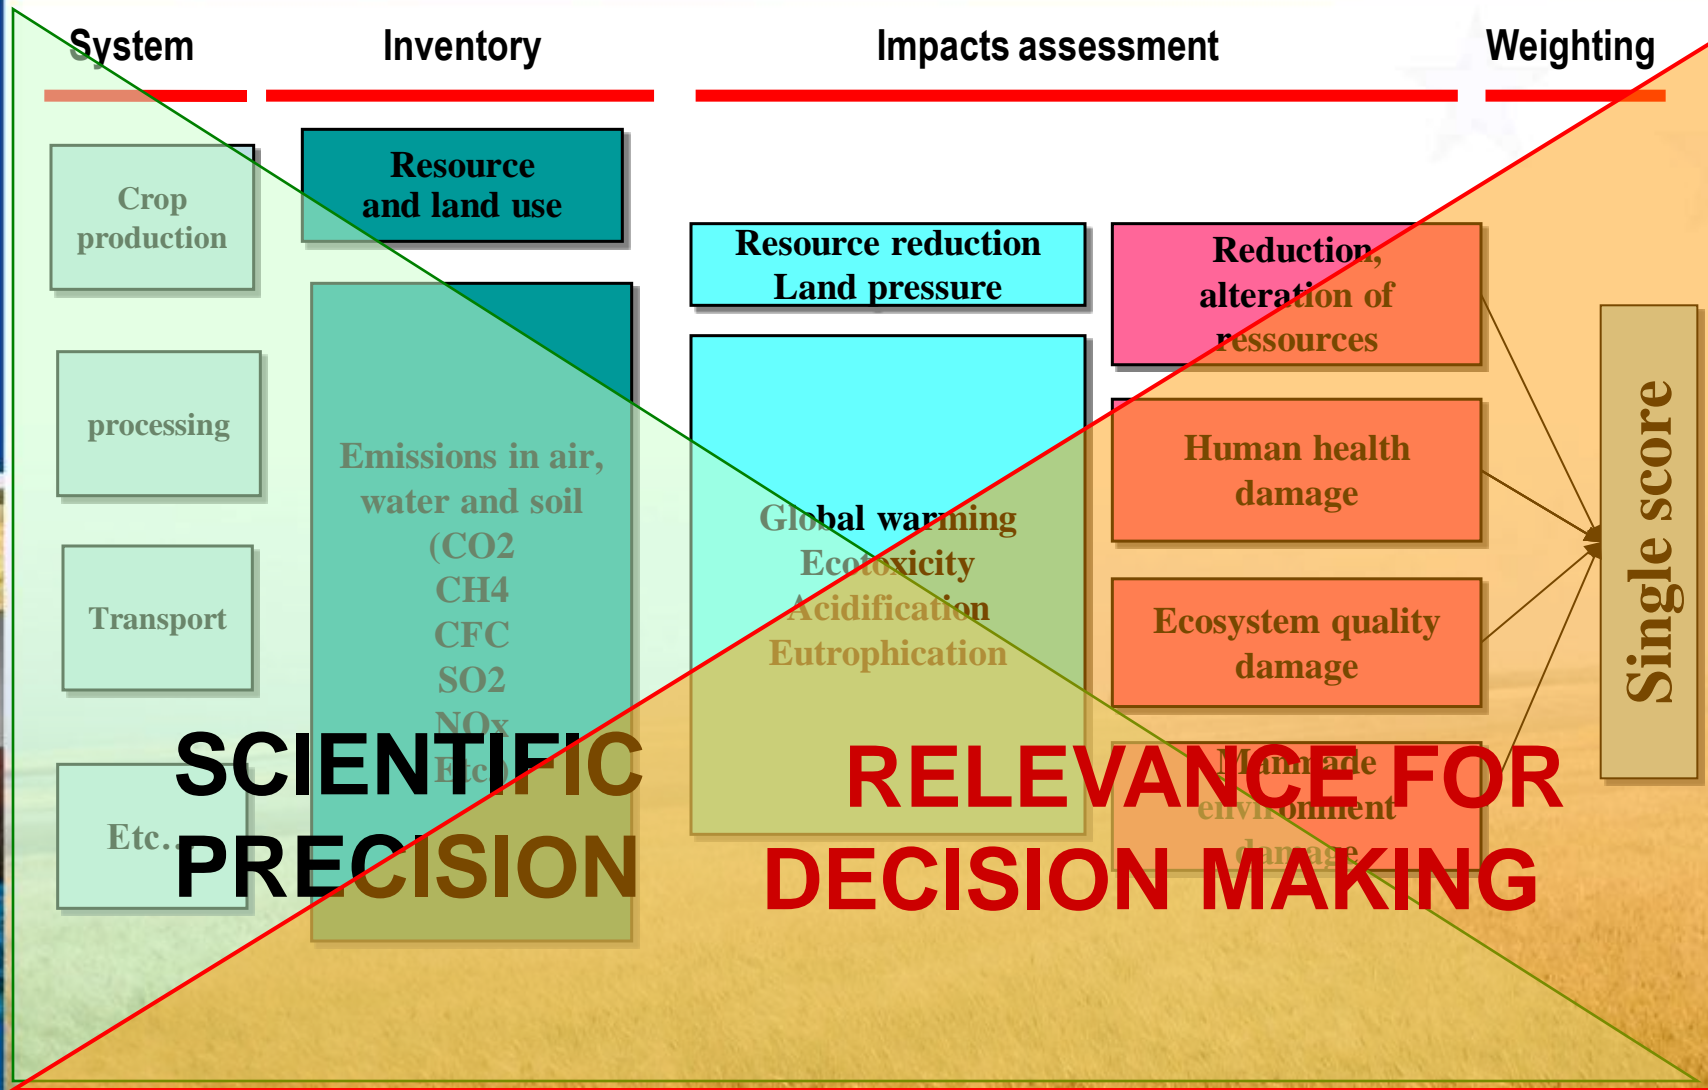 System
Inventory
Impacts assessment
Weighting
Crop
production
processing
Transport
Etc…
Resource
and land use
Emissions in air,
water and soil
(CO2
CH4
CFC
SO2
NOx
Etc.)
Resource reduction
Land pressure
Global warming
Ecotoxicity
Acidification
Eutrophication
Reduction,
alteration of
ressources
Human health
damage
Ecosystem quality
damage
Manmade
environment
damage
Single score
SCIENTIFIC
PRECISION
RELEVANCE FOR
DECISION MAKING